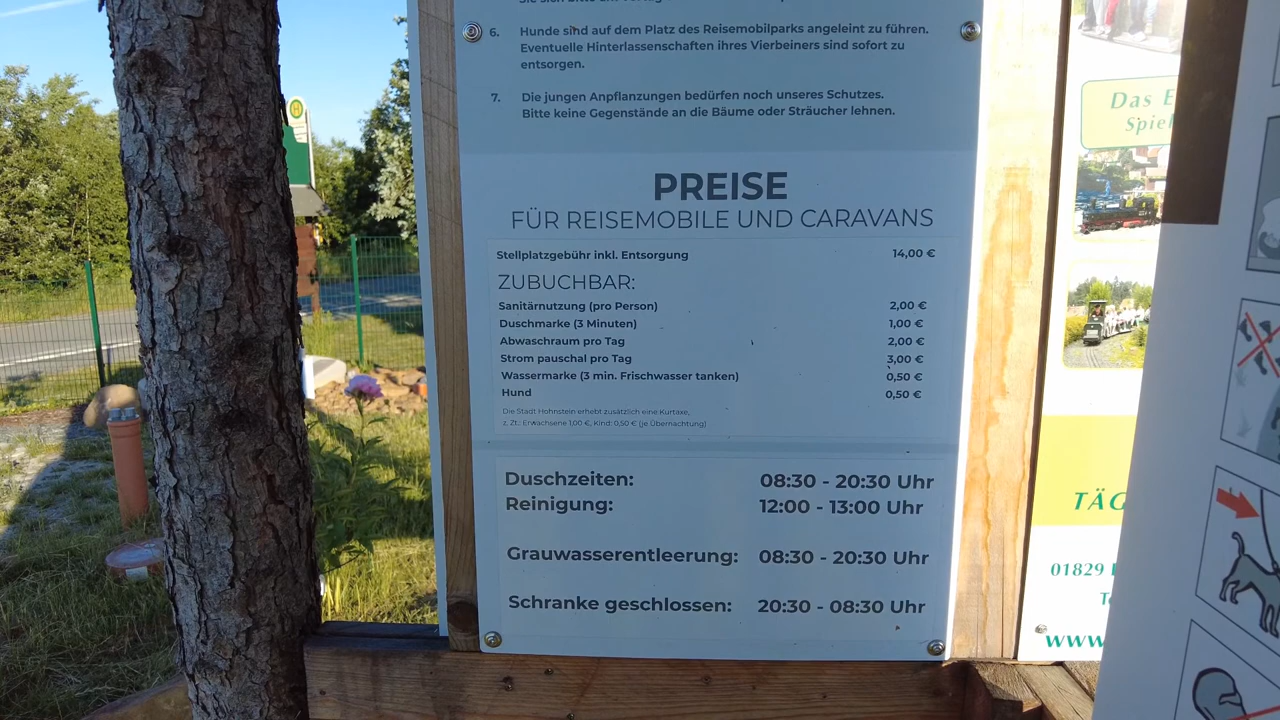 6. Hunde sind auf dem Platz des Reisemobilparks angeleint zu führen.
Eventuelle Hinterlassenschaften ihres Vierbeiners sind sofort zu
entsorgen.
7. Die jungen Anpflanzungen bedürfen noch unseres Schutzes.
Bitte keine Gegenstände an die Bäume oder Sträucher lehnen.
PREISE
FÜR REISEMOBILE UND CARAVANS
Stellplatzgebühr inkl. Entsorgung 14,00 €
ZUBUCHBAR:
Sanitärnutzung (pro Person) 2,00 €
Duschmarke (3 Minuten) 1,00 €
Abwaschraum pro Tag 2,00 €
Strom pauschal pro Tag 3,00 €
Wassermarke (3 min. Frischwasser tanken) 0,50 €
Hund 0,50 €
Die Stadt Hohnstein erhebt zusätzlich eine Kurtaxe,
z. Zt.: Erwachsene 1,00 €, Kind: 0,50 € (je Übernachtung)
Duschzeiten: 08:30 - 20:30 Uhr
Reinigung: 12:00 - 13:00 Uhr
Grauwasserentleerung: 08:30 - 20:30 Uhr
Schranke geschlossen: 20:30 - 08:30 Uhr
H
Das
Spiel
TÄG
01829
www